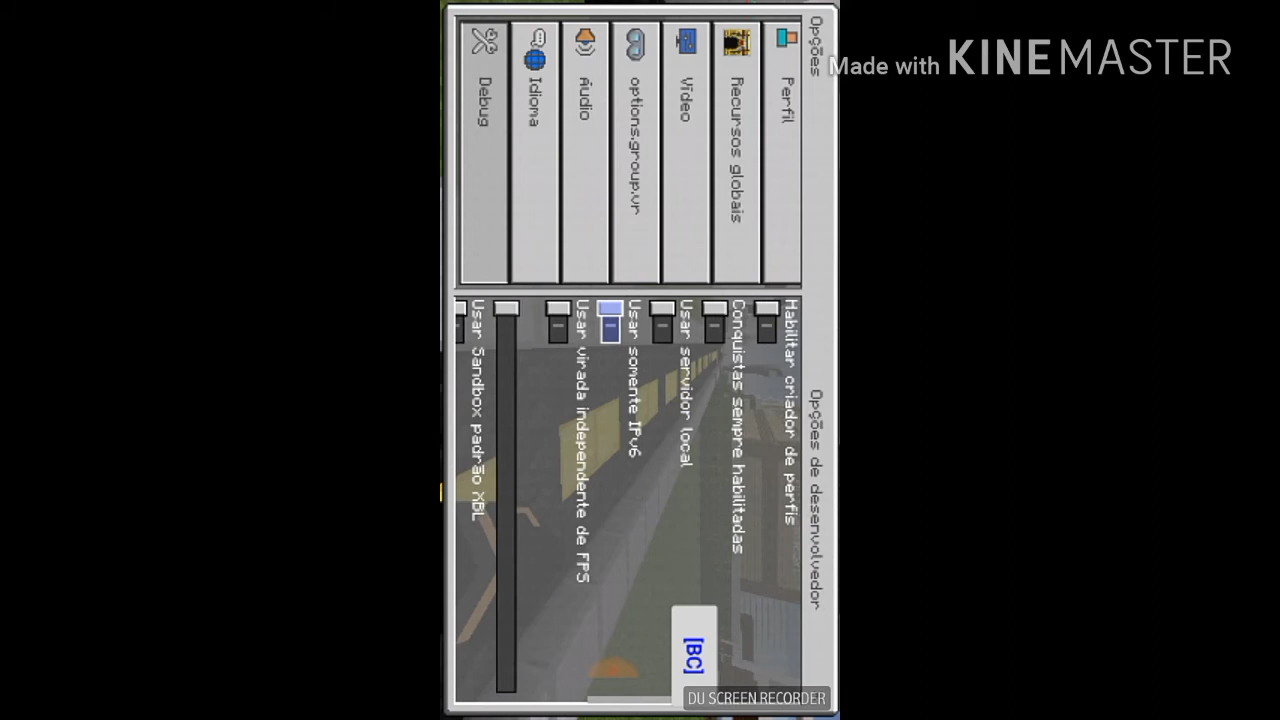 Made with KINEMASTER
Opções
Perfil
Recursos globais
Vídeo
options.group.vr
Áudio
Idioma
Debug
Opções de desenvolvedor
Habilitar criador de perfis
Conquistas sempre habilitadas
Usar servidor local
Usar somente IPv6
Usar virada independente de FPS
Usar Sandbox padrão XBL
[BC]
DU SCREEN RECORDER